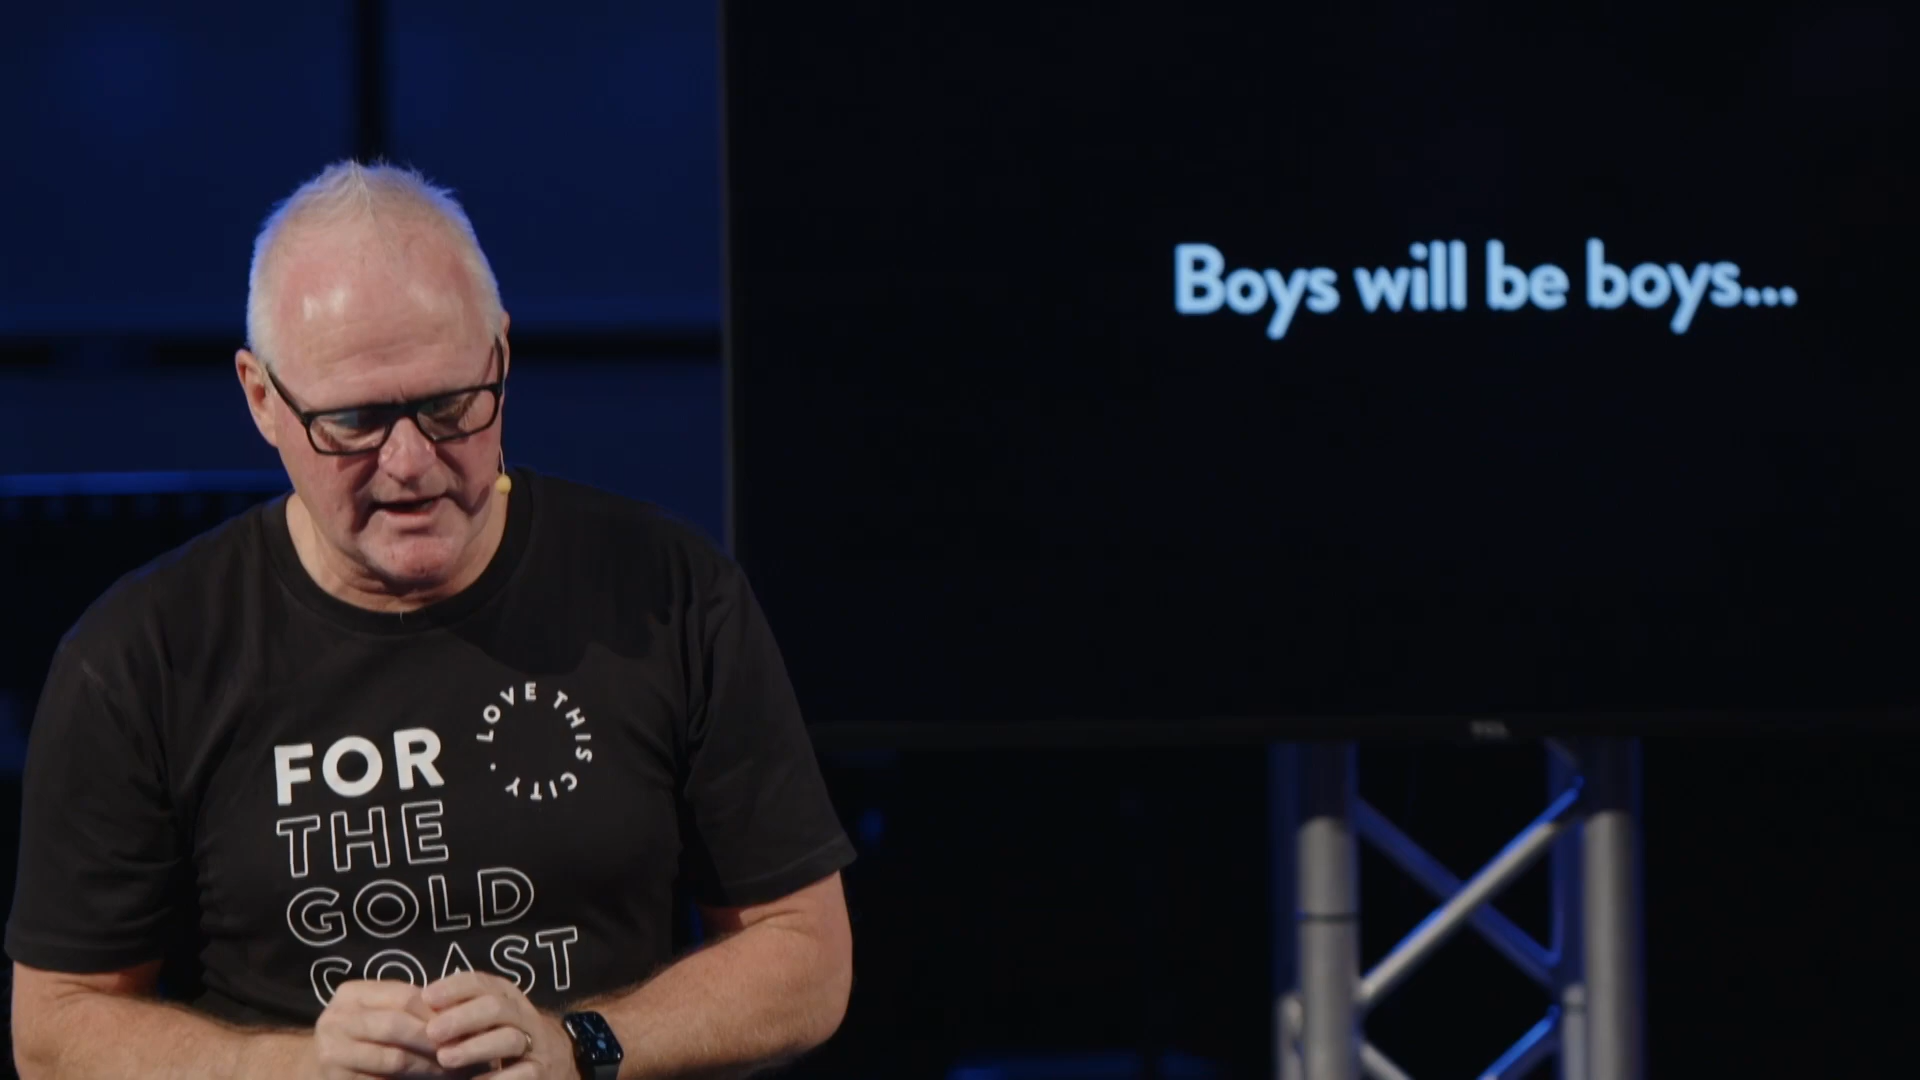 Boys will be boys...
LOVE THIS CITY •
FOR
THE
GOLD
COAST